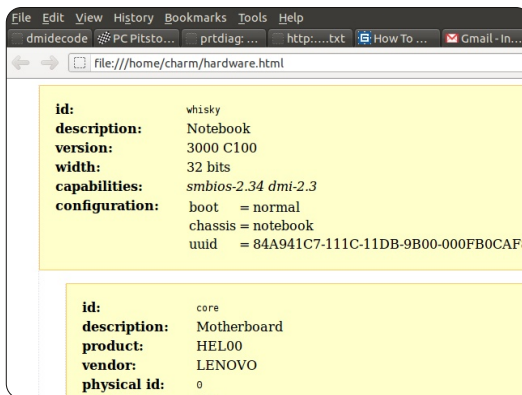 File Edit View History Bookmarks Tools Help
dmidecode PC Pitsto... prtdiag: ... http:....txt How To ... Gmail - In...
file:///home/charm/hardware.html
id: whisky
description: Notebook
version: 3000 C100
width: 32 bits
capabilities: smbios-2.34 dmi-2.3
configuration: boot = normal
chassis = notebook
uuid = 84A941C7-111C-11DB-9B00-000FB0CAF
id: core
description: Motherboard
product: HEL00
vendor: LENOVO
physical id: 0